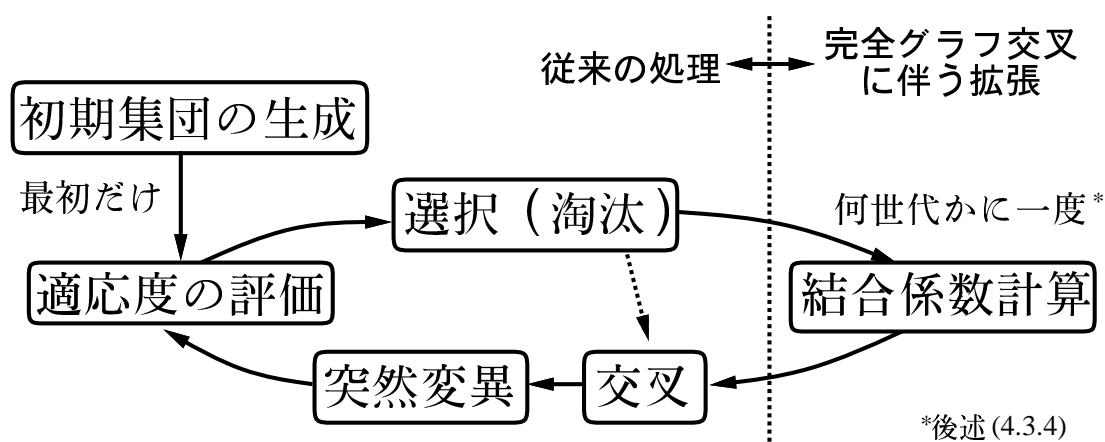 従来の処理
完全グラフ交叉
に伴う拡張
初期集団の生成
最初だけ
選択（淘汰）
何世代かに一度*
適応度の評価
結合係数計算
突然変異
交叉
*後述 (4.3.4)